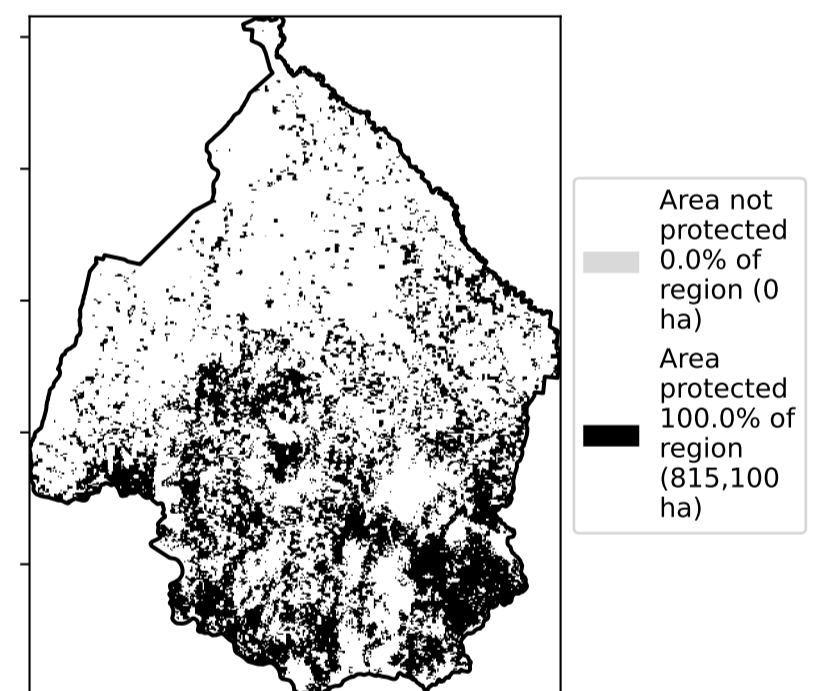 Area not
protected
0.0% of
region (0
ha)
Area
protected
100.0% of
region
(815,100
ha)